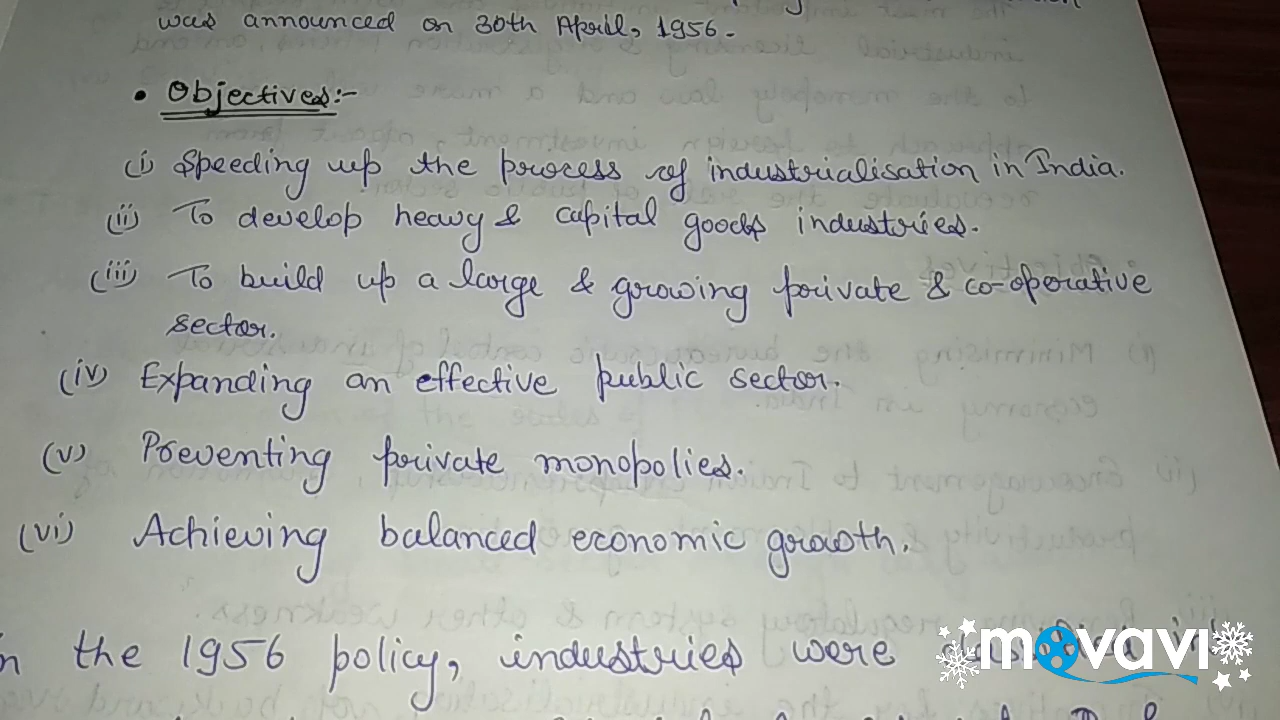 was announced on 30th April, 1956.
• Objectives:-
(i) Speeding up the process of industrialisation in India.
(ii) To develop heavy & capital goods industries.
(iii) To build up a large & growing private & co-operative
sector.
(iv) Expanding an effective public sector.
(v) Preventing private monopolies.
(vi) Achieving balanced economic growth.
the 1956 policy, industries were
movavi